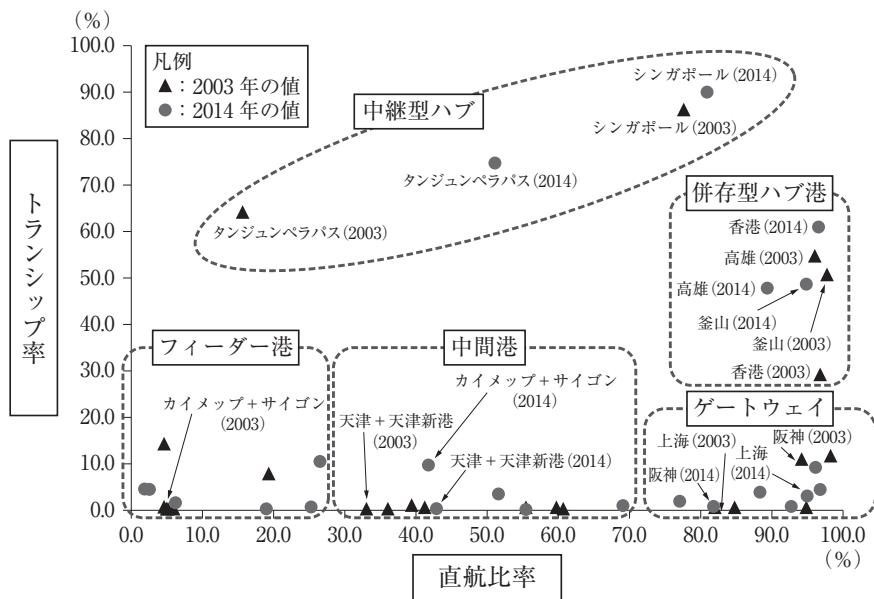 (%)
100.0
90.0
80.0
70.0
60.0
50.0
40.0
30.0
20.0
10.0
0.0
トランシップ率
凡例
▲：2003 年の値
●：2014 年の値
中継型ハブ
シンガポール(2014)
シンガポール(2003)
タンジュンペラパス(2014)
タンジュンペラパス(2003)
併存型ハブ港
香港(2014)
高雄(2003)
高雄(2014)
釜山(2014)
釜山(2003)
香港(2003)
フィーダー港
カイメップ＋サイゴン
(2003)
中間港
カイメップ＋サイゴン
(2014)
天津＋天津新港
(2003)
天津＋天津新港(2014)
ゲートウェイ
上海(2003)
阪神(2003)
上海
(2014)
阪神(2014)
0.0 10.0 20.0 30.0 40.0 50.0 60.0 70.0 80.0 90.0 100.0
(%)
直航比率